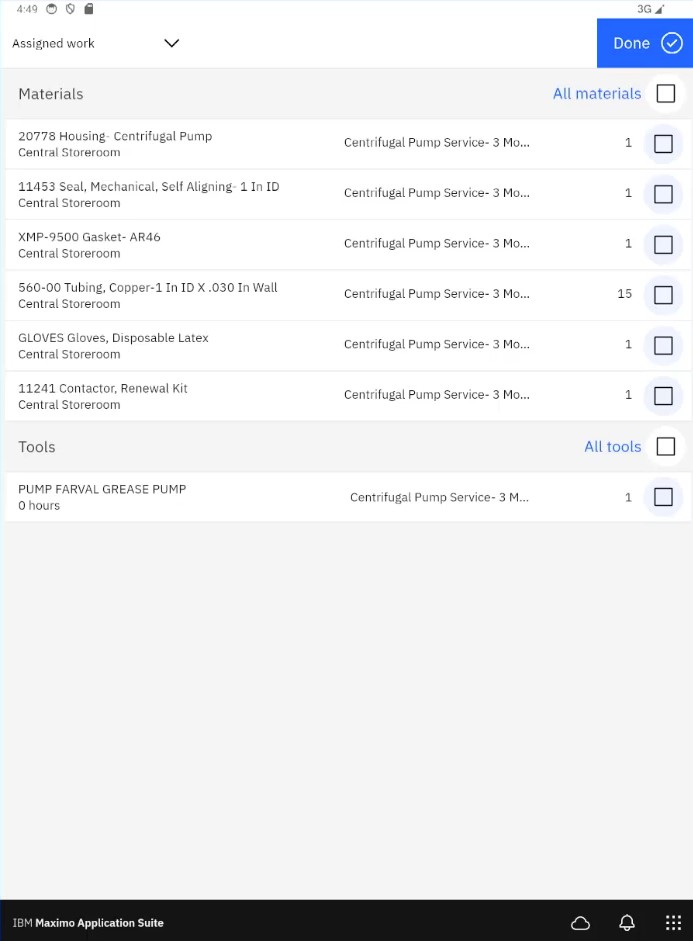 4:49
3G
Assigned work
Done
Materials
All materials
20778 Housing- Centrifugal Pump
Central Storeroom
Centrifugal Pump Service- 3 Mo...
1
11453 Seal, Mechanical, Self Aligning- 1 In ID
Central Storeroom
Centrifugal Pump Service- 3 Mo...
1
XMP-9500 Gasket- AR46
Central Storeroom
Centrifugal Pump Service- 3 Mo...
1
560-00 Tubing, Copper-1 In ID X .030 In Wall
Central Storeroom
Centrifugal Pump Service- 3 Mo...
15
GLOVES Gloves, Disposable Latex
Central Storeroom
Centrifugal Pump Service- 3 Mo...
1
11241 Contactor, Renewal Kit
Central Storeroom
Centrifugal Pump Service- 3 Mo...
1
Tools
All tools
PUMP FARVAL GREASE PUMP
0 hours
Centrifugal Pump Service- 3 M...
1
IBM Maximo Application Suite